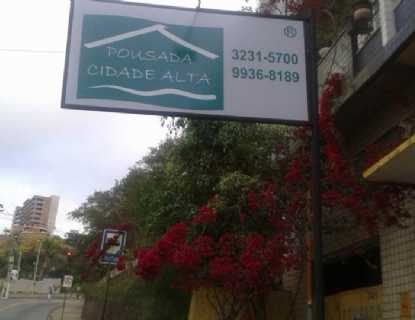 POUSADA
CIDADE ALTA
3231-5700
9936-8189
®